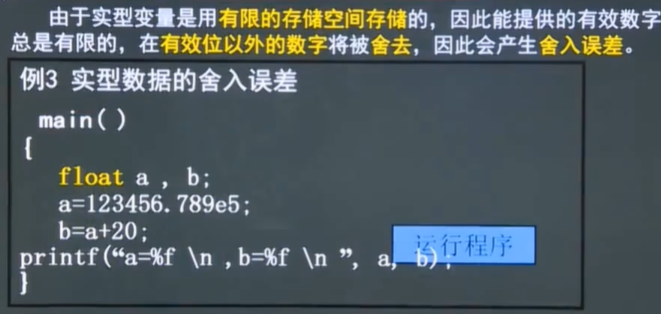 由于实型变量是用有限的存储空间存储的，因此能提供的有效数字
总是有限的，在有效位以外的数字将被舍去，因此会产生舍入误差。
例3 实型数据的舍入误差
main()
{
float a , b;
a=123456.789e5;
b=a+20;
运行程序
printf(“a=%f \n ,b=%f \n ”, a, b);
}